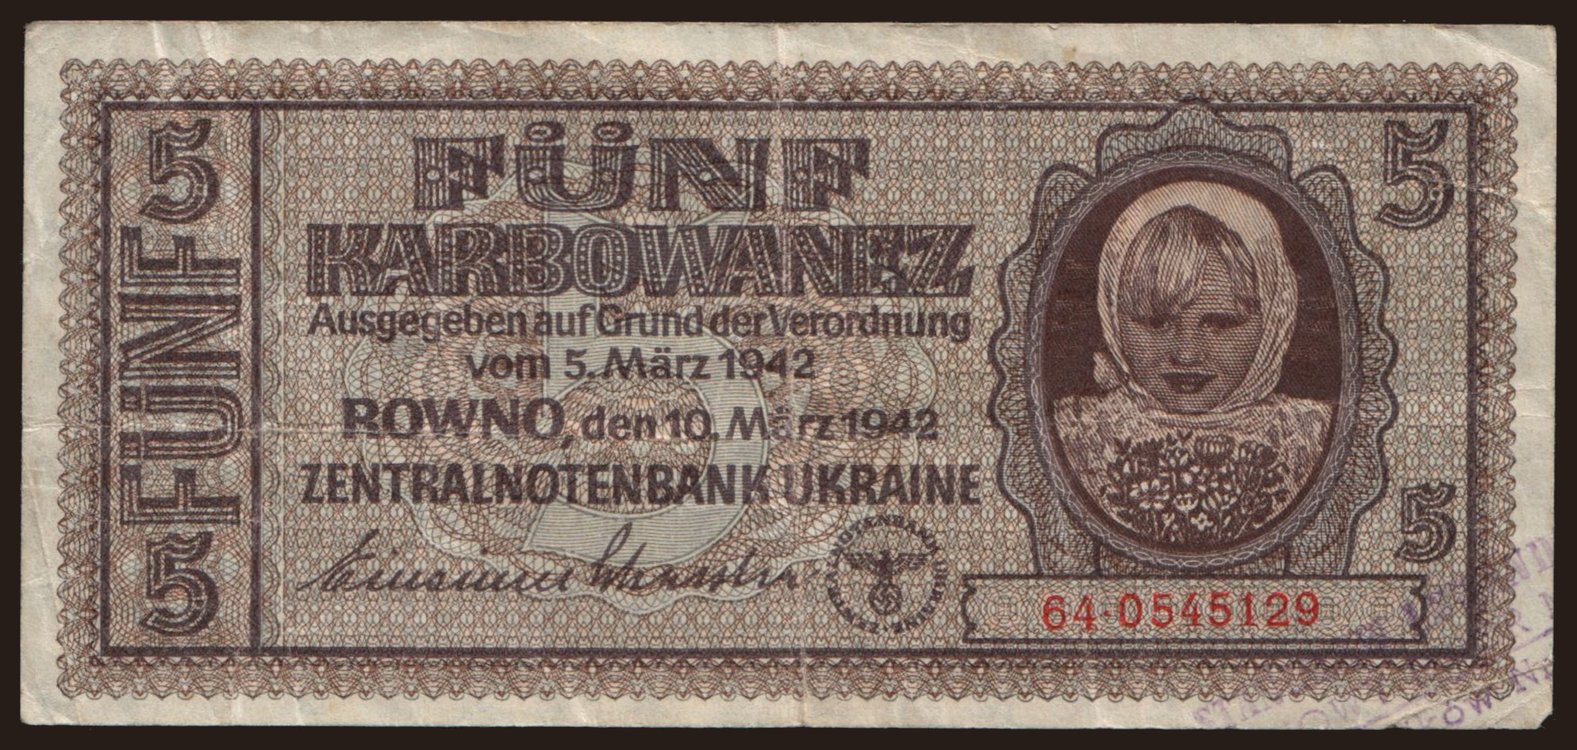 5 FÜNF 5
FÜNF
KARBOWANEZ
Ausgegeben auf Grund der Verordnung
vom 5. März 1942
ROWNO, den 10. März 1942
ZENTRALNOTENBANK UKRAINE
5
5
64·0545129